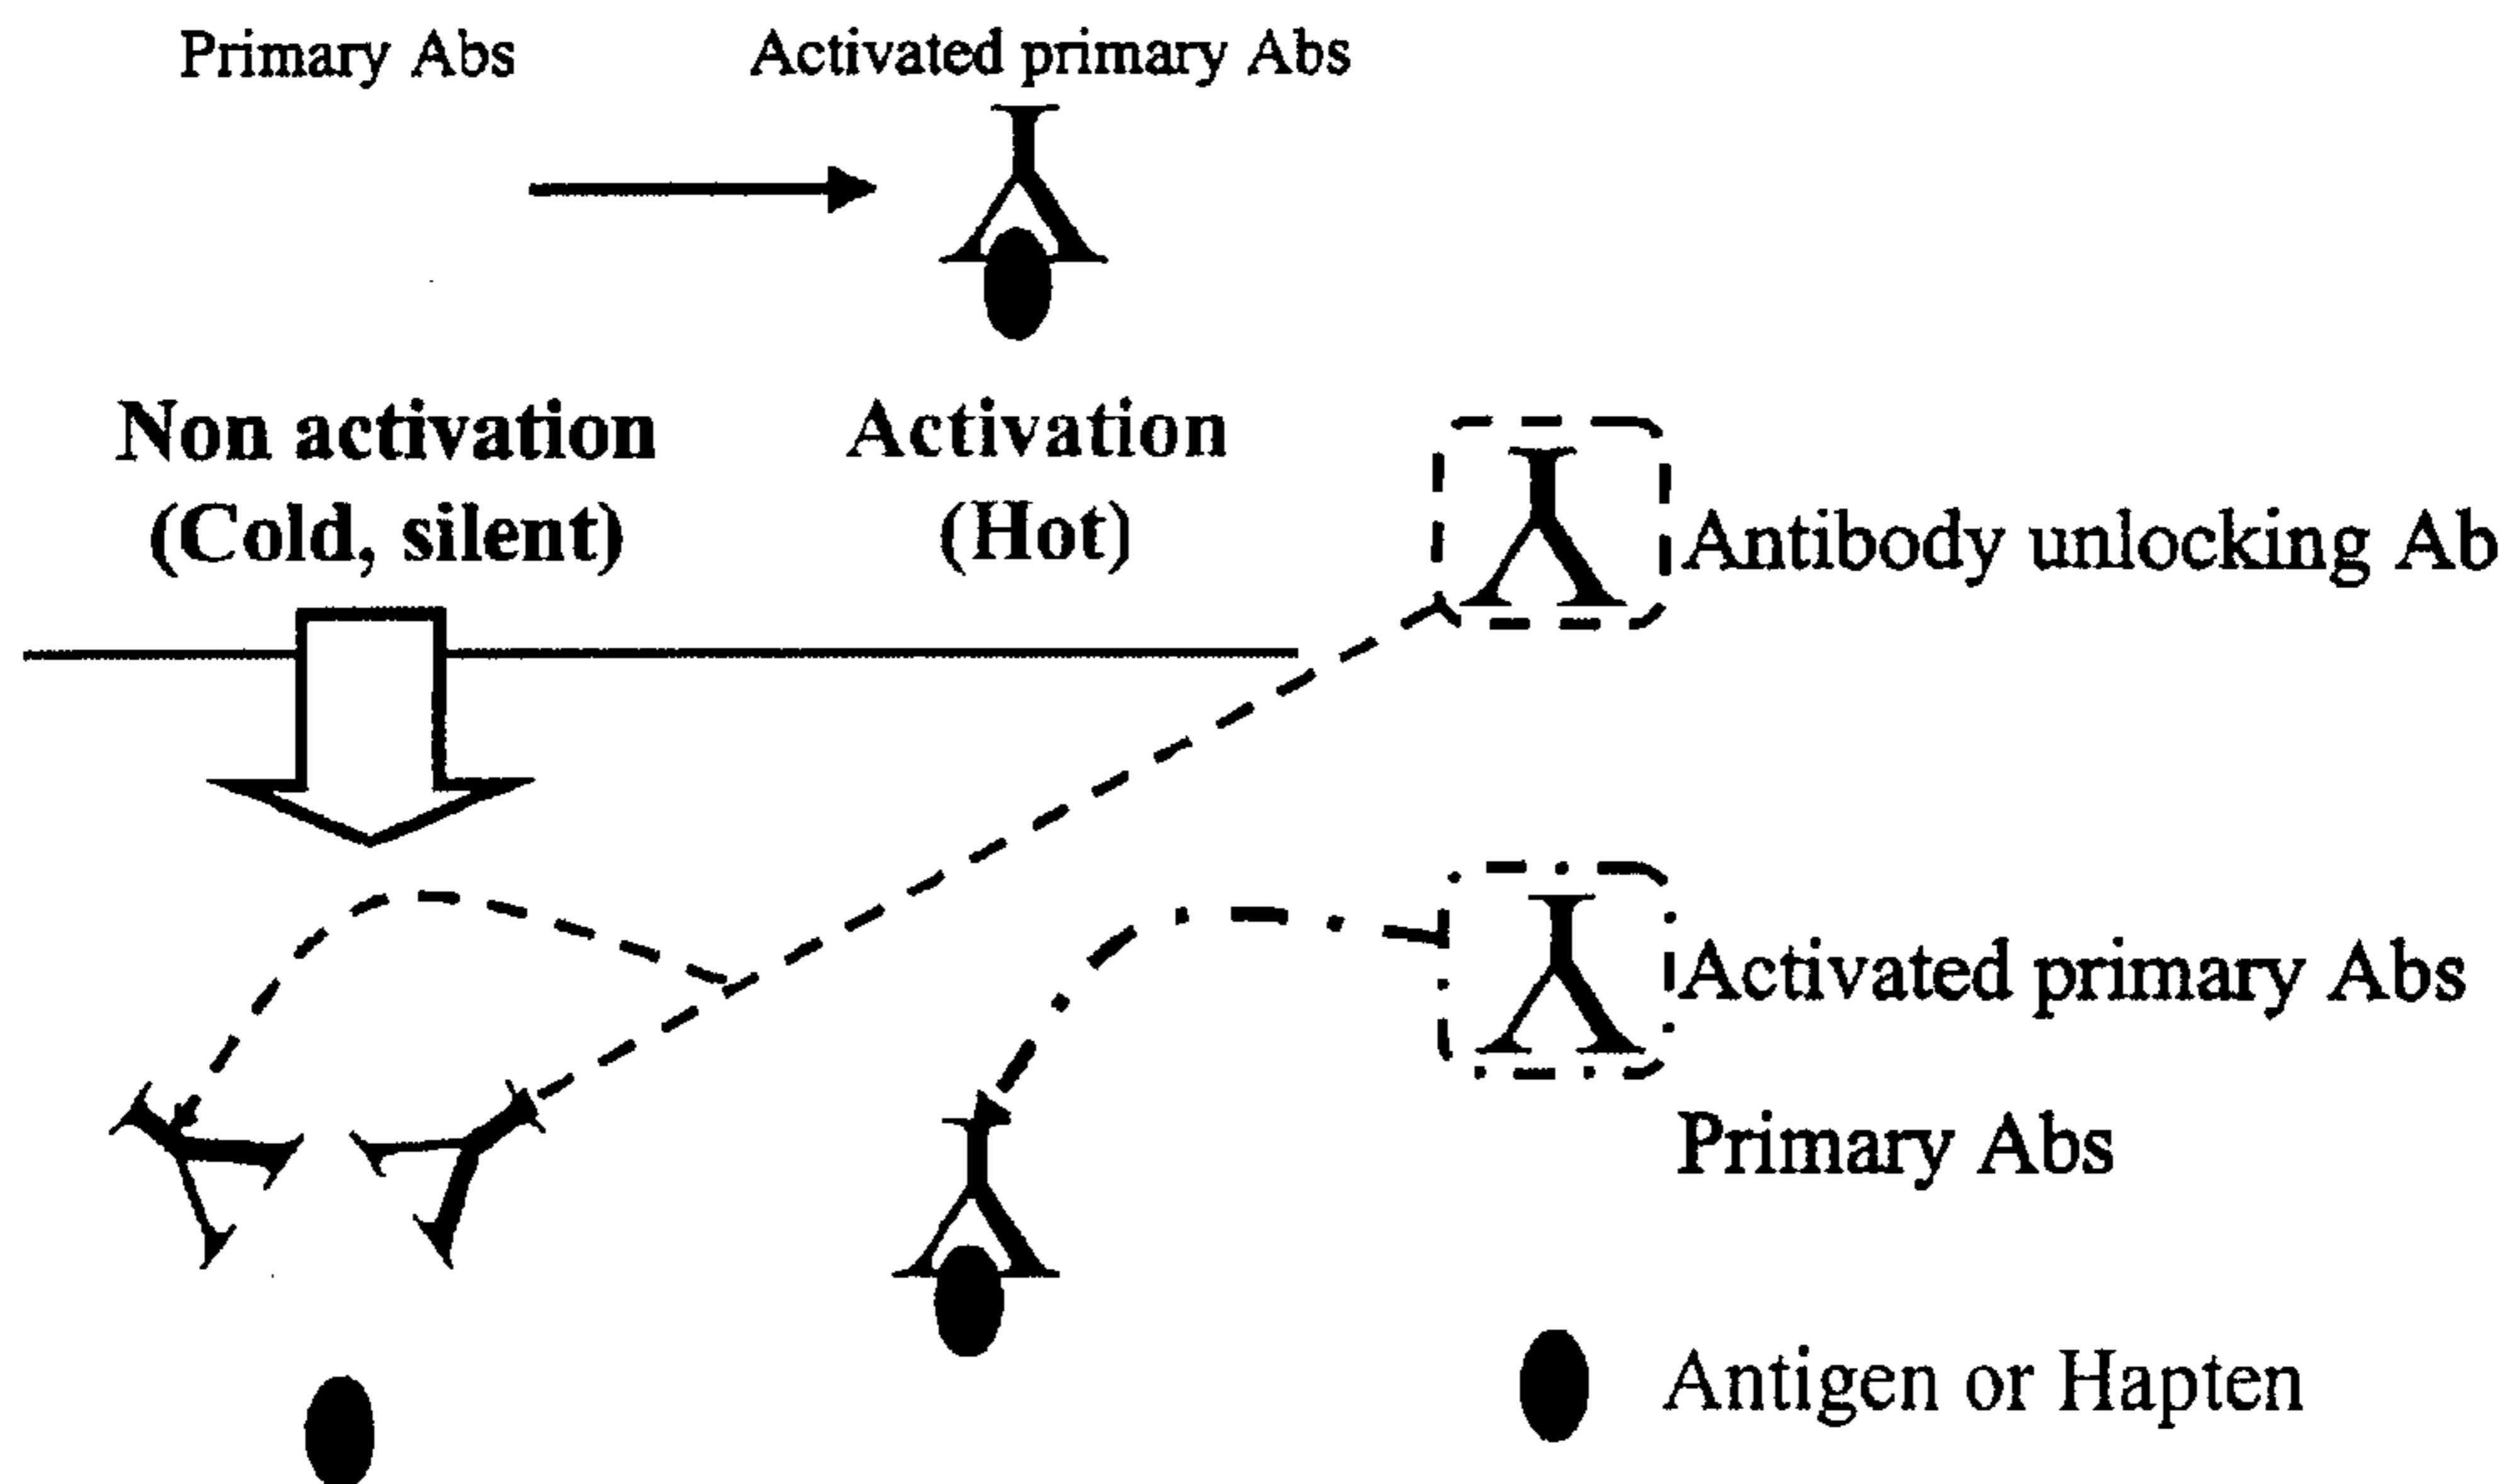 Primary Abs
Activated primary Abs
Non activation
(Cold, silent)
Activation
(Hot)
Antibody unlocking Ab
Activated primary Abs
Primary Abs
Antigen or Hapten